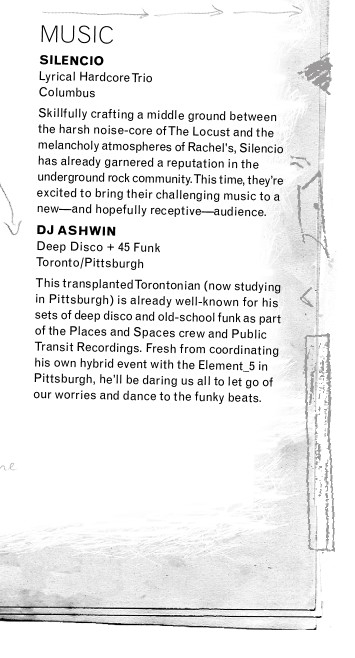 MUSIC
SILENCIO
Lyrical Hardcore Trio
Columbus
Skillfully crafting a middle ground between
the harsh noise-core of The Locust and the
melancholy atmospheres of Rachel's, Silencio
has already garnered a reputation in the
underground rock community. This time, they're
excited to bring their challenging music to a
new—and hopefully receptive—audience.
DJ ASHWIN
Deep Disco + 45 Funk
Toronto/Pittsburgh
This transplanted Torontonian (now studying
in Pittsburgh) is already well-known for his
sets of deep disco and old-school funk as part
of the Places and Spaces crew and Public
Transit Recordings. Fresh from coordinating
his own hybrid event with the Element_5 in
Pittsburgh, he'll be daring us all to let go of
our worries and dance to the funky beats.